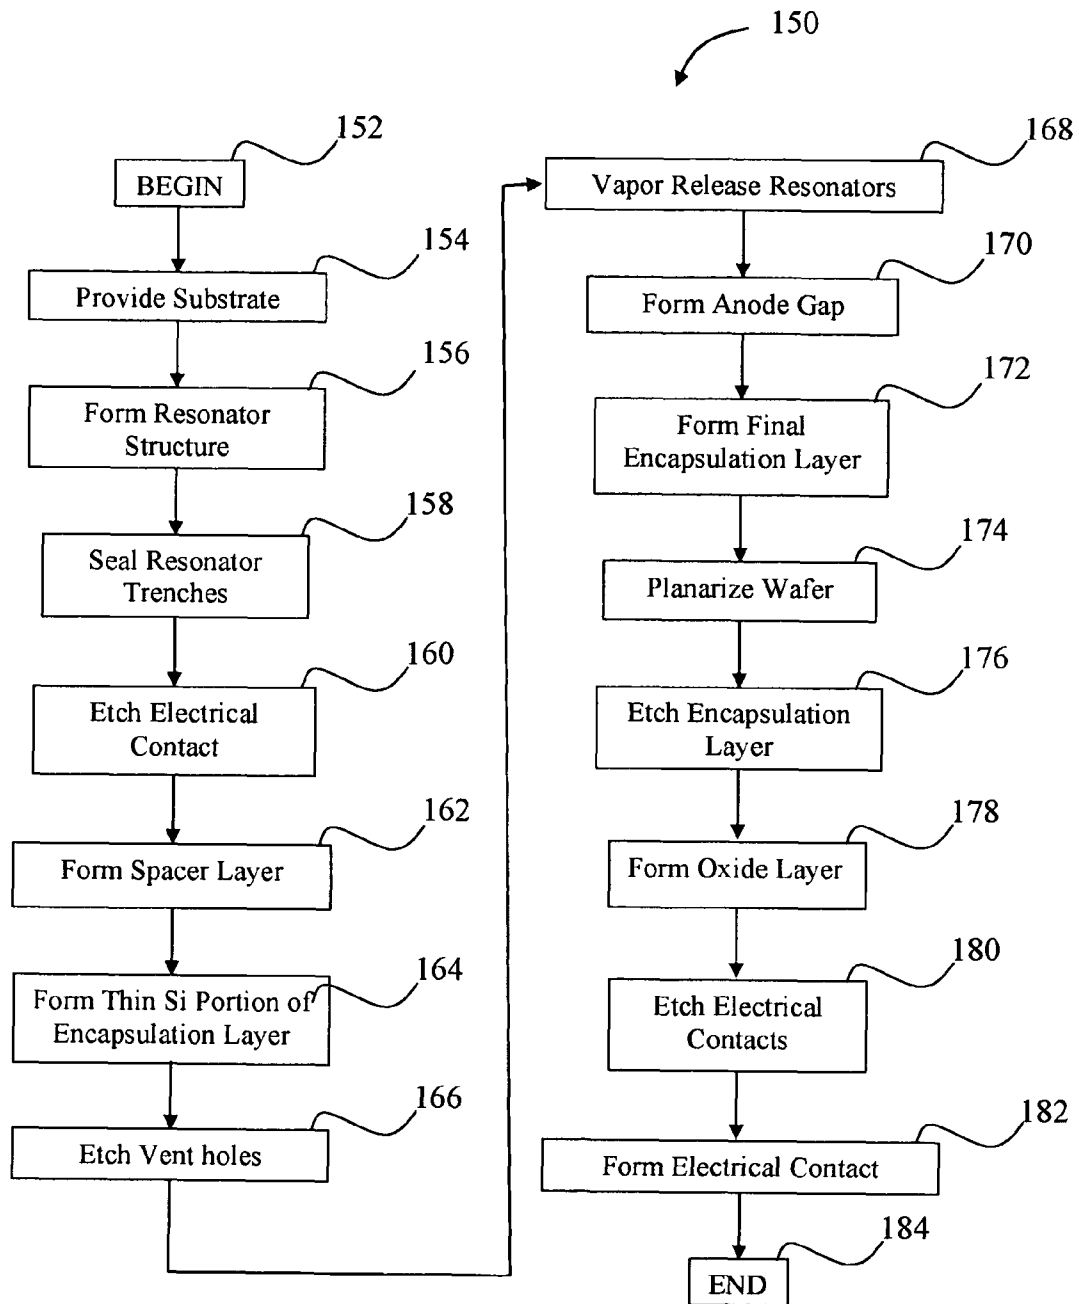 150
152
BEGIN
154
Provide Substrate
156
Form Resonator
Structure
158
Seal Resonator
Trenches
160
Etch Electrical
Contact
162
Form Spacer Layer
164
Form Thin Si Portion of
Encapsulation Layer
166
Etch Vent holes
168
Vapor Release Resonators
170
Form Anode Gap
172
Form Final
Encapsulation Layer
174
Planarize Wafer
176
Etch Encapsulation
Layer
178
Form Oxide Layer
180
Etch Electrical
Contacts
182
Form Electrical Contact
184
END